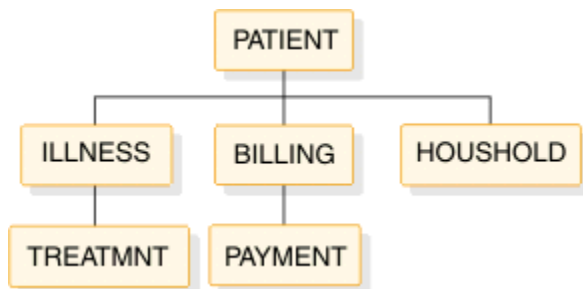 PATIENT
ILLNESS
BILLING
HOUSHOLD
TREATMNT
PAYMENT